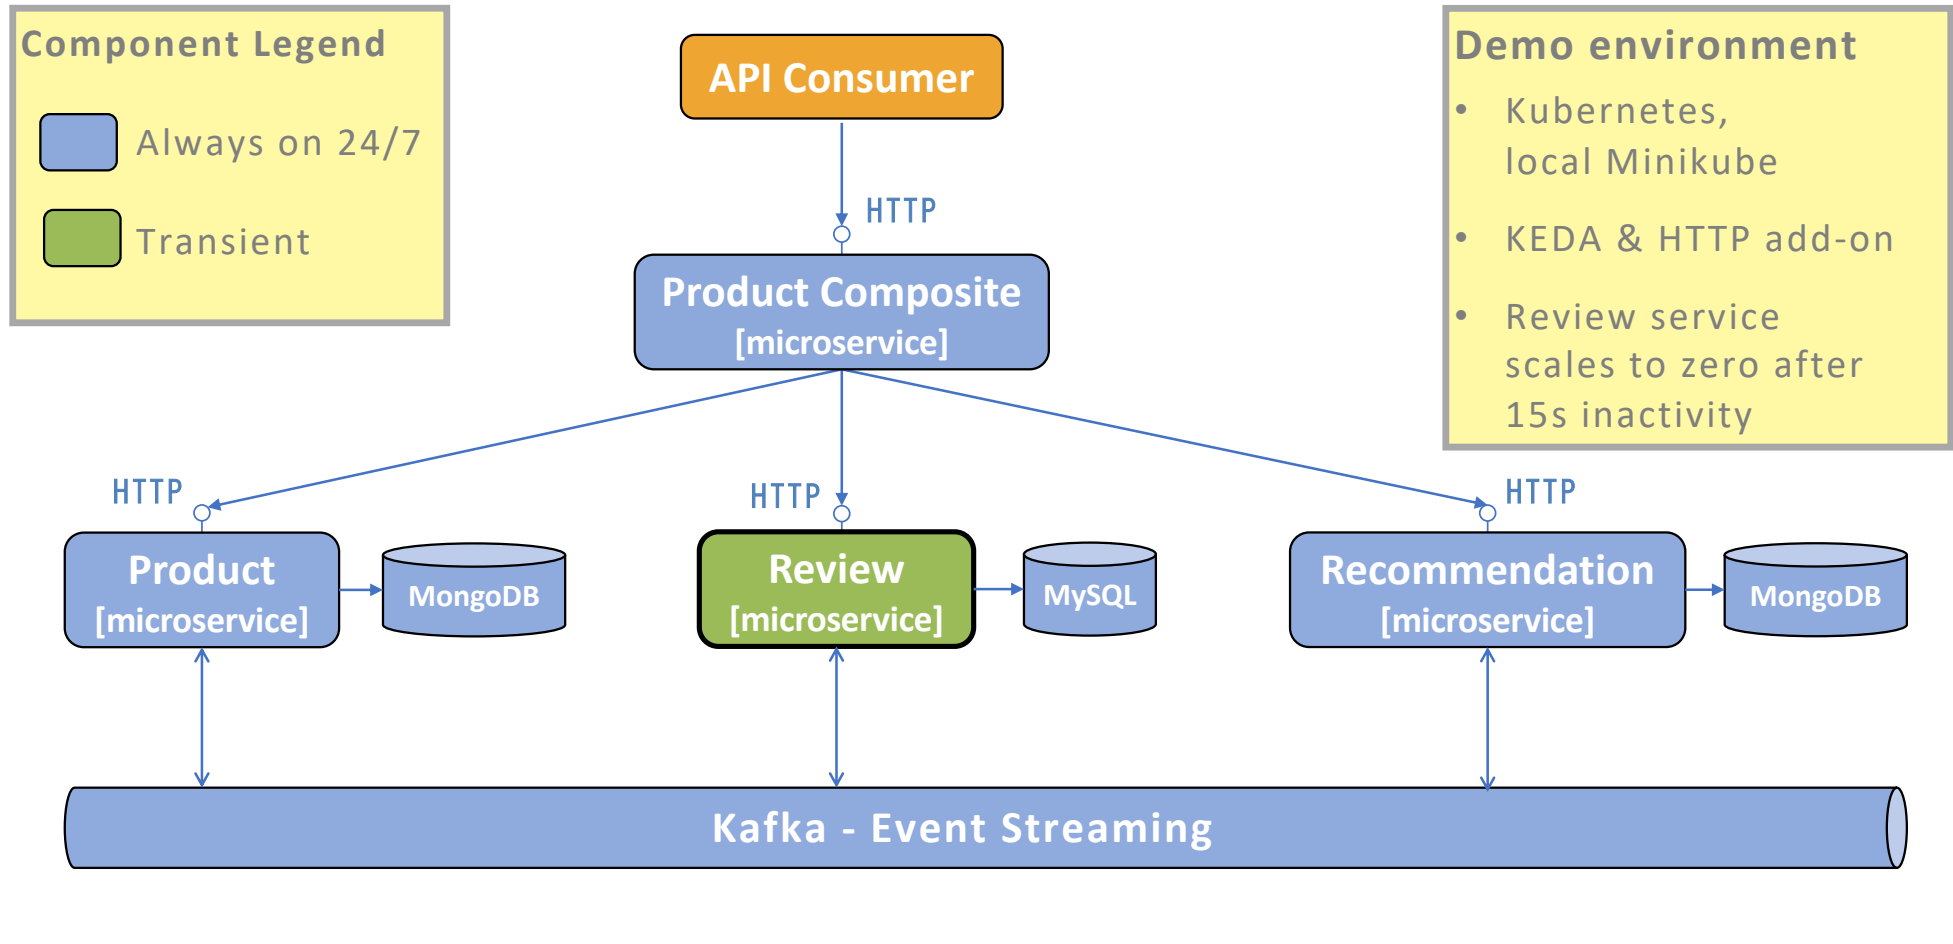 Component Legend
Always on 24/7
Transient
API Consumer
HTTP
Product Composite
[microservice]
Demo environment
• Kubernetes,
local Minikube
• KEDA & HTTP add-on
• Review service
scales to zero after
15s inactivity
HTTP
Product
[microservice]
MongoDB
HTTP
Review
[microservice]
MySQL
HTTP
Recommendation
[microservice]
MongoDB
Kafka - Event Streaming